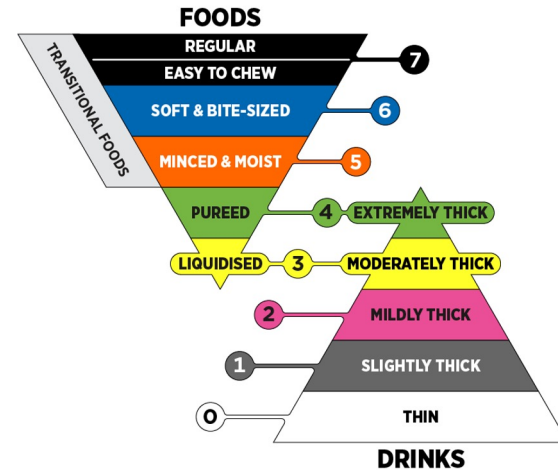 FOODS
REGULAR
EASY TO CHEW
7
TRANSITIONAL FOODS
SOFT & BITE-SIZED
6
MINCED & MOIST
5
PUREED
4
EXTREMELY THICK
LIQUIDISED
3
MODERATELY THICK
2
MILDLY THICK
1
SLIGHTLY THICK
0
THIN
DRINKS